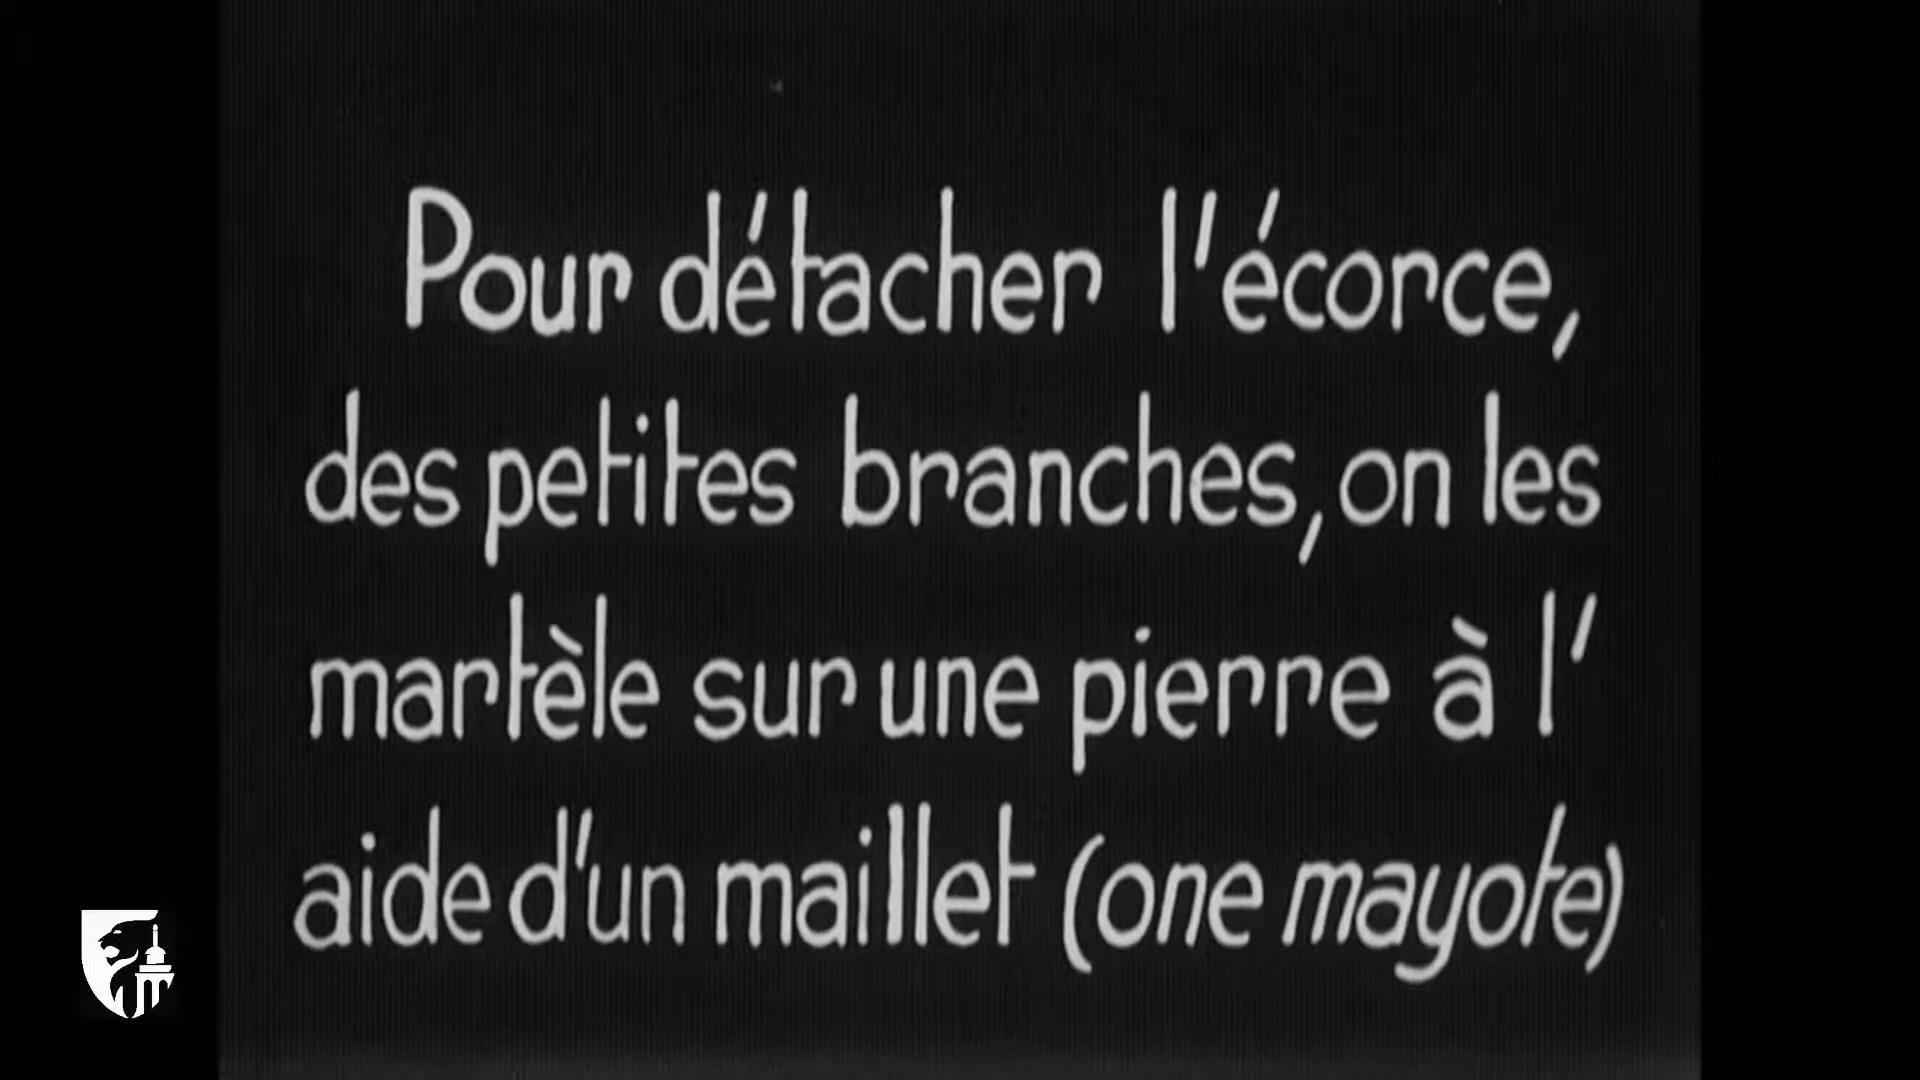 Pour détacher l'écorce,
des petites branches, on les
martèle sur une pierre à l'
aide d'un maillet (one mayote)